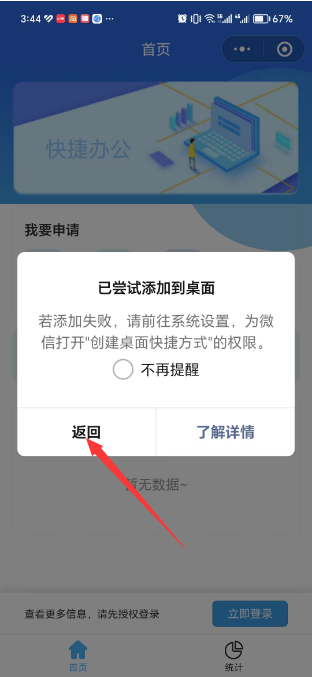 3:44
67%
首页
快捷办公
我要申请
已尝试添加到桌面
若添加失败，请前往系统设置，为微
信打开"创建桌面快捷方式"的权限。
不再提醒
返回
了解详情
暂无数据~
查看更多信息，请先授权登录
立即登录
首页
统计